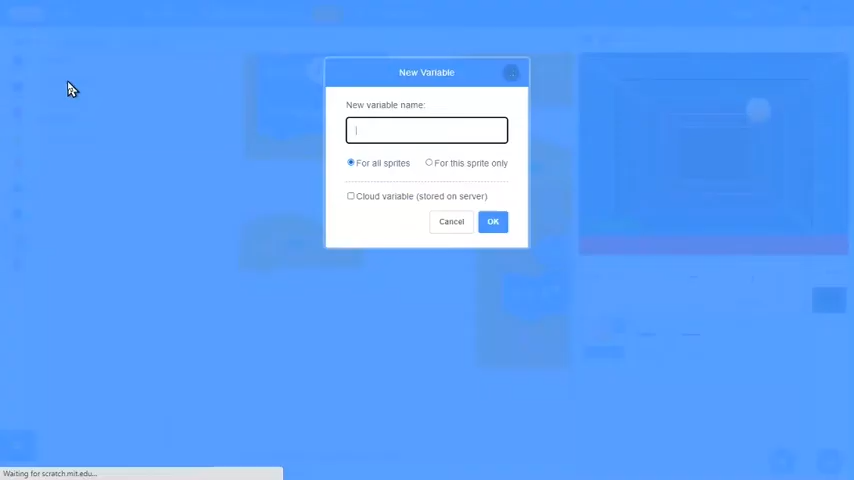 New Variable
New variable name:
For all sprites For this sprite only
Cloud variable (stored on server)
Cancel OK
Waiting for scratch.mit.edu...